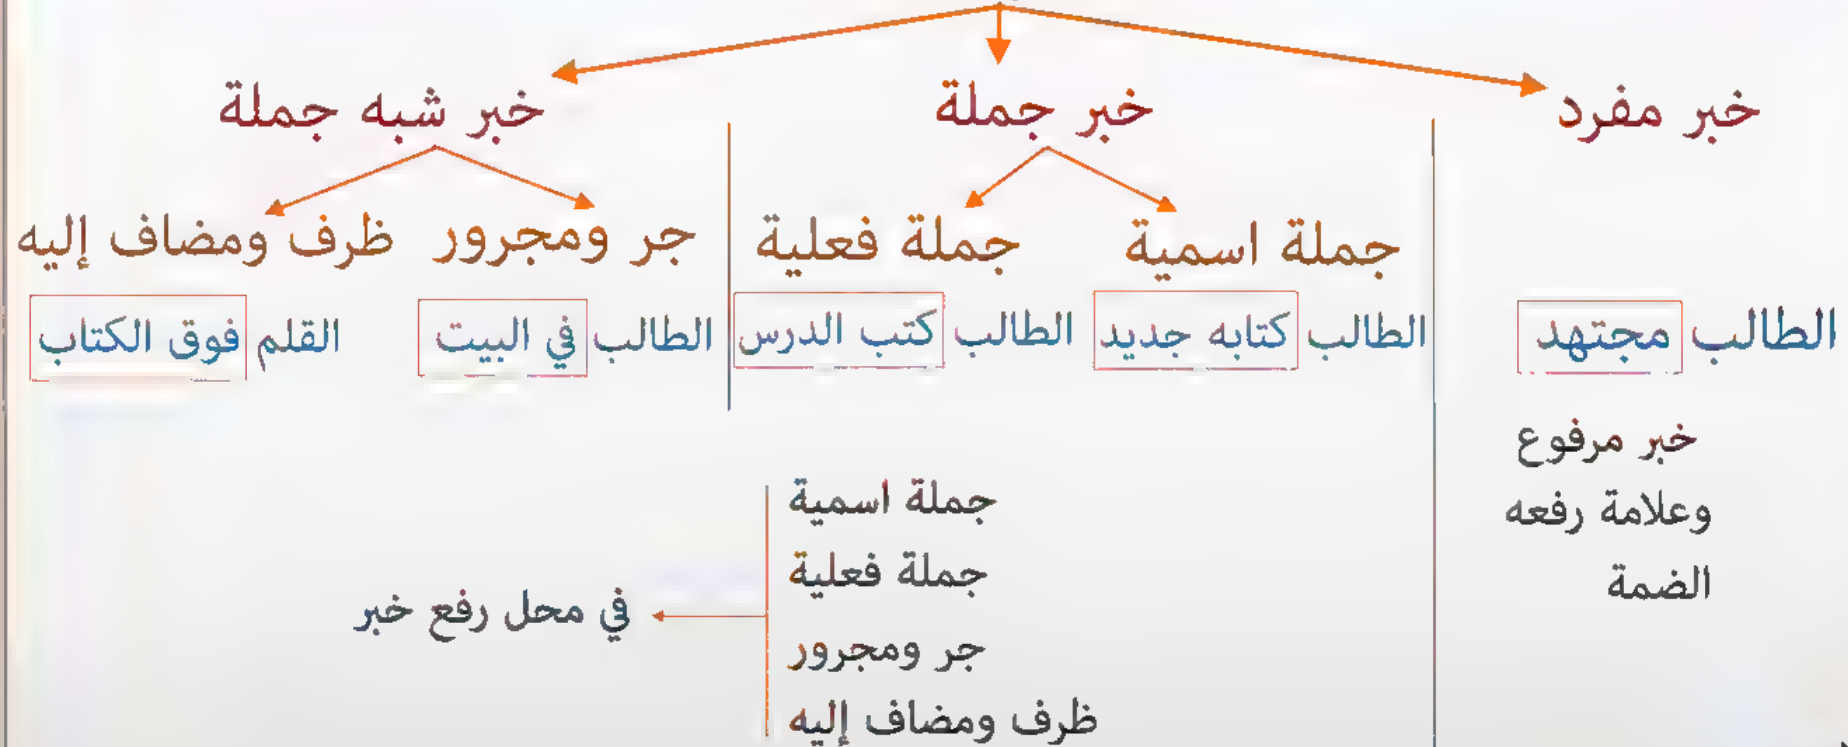 خبر مفرد
خبر جملة
خبر شبه جملة
جملة اسمية
جملة فعلية
جر ومجرور
ظرف ومضاف إليه
الطالب مجتهد
الطالب كتابه جديد
الطالب كتب الدرس
الطالب في البيت
القلم فوق الكتاب
خبر مرفوع
وعلامة رفعه
الضمة
جملة اسمية
جملة فعلية
جر ومجرور
ظرف ومضاف إليه
في محل رفع خبر